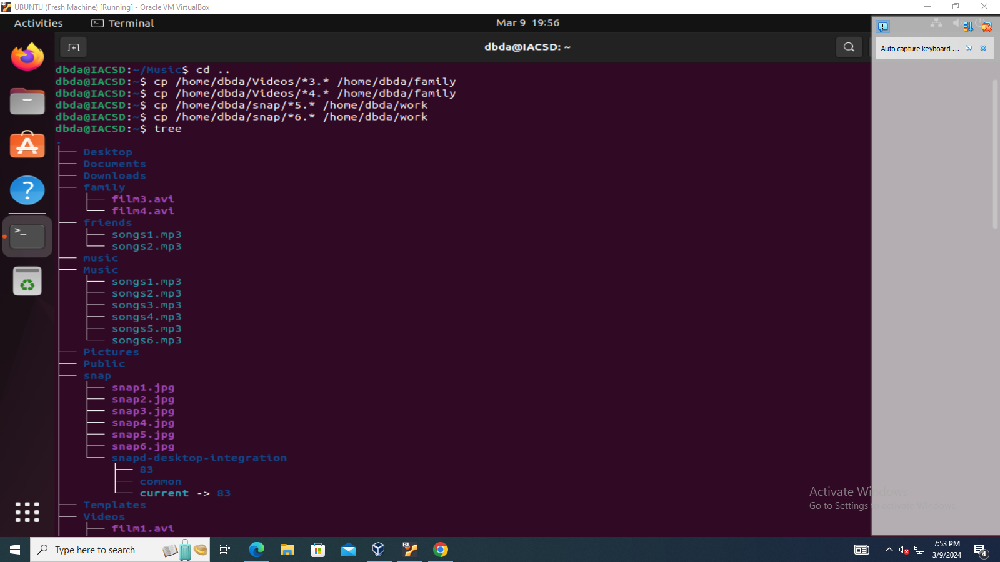 UBUNTU (Fresh Machine) [Running] - Oracle VM VirtualBox
Activities
Terminal
Mar 9 19:56
dbda@IACSD: ~
Auto capture keyboard ...
dbda@IACSD:~/Music$ cd ..
dbda@IACSD:~$ cp /home/dbda/Videos/*3.* /home/dbda/family
dbda@IACSD:~$ cp /home/dbda/Videos/*4.* /home/dbda/family
dbda@IACSD:~$ cp /home/dbda/snap/*5.* /home/dbda/work
dbda@IACSD:~$ cp /home/dbda/snap/*6.* /home/dbda/work
dbda@IACSD:~$ tree
.
├── Desktop
├── Documents
├── Downloads
├── family
│   ├── film3.avi
│   └── film4.avi
├── friends
│   ├── songs1.mp3
│   └── songs2.mp3
├── music
├── Music
│   ├── songs1.mp3
│   ├── songs2.mp3
│   ├── songs3.mp3
│   ├── songs4.mp3
│   ├── songs5.mp3
│   └── songs6.mp3
├── Pictures
├── Public
├── snap
│   ├── snap1.jpg
│   ├── snap2.jpg
│   ├── snap3.jpg
│   ├── snap4.jpg
│   ├── snap5.jpg
│   ├── snap6.jpg
│   └── snapd-desktop-integration
│       ├── 83
│       ├── common
│       └── current -> 83
├── Templates
├── Videos
│   ├── film1.avi
Activate Windows
Go to Settings to activate Windows.
Type here to search
7:53 PM
3/9/2024
4